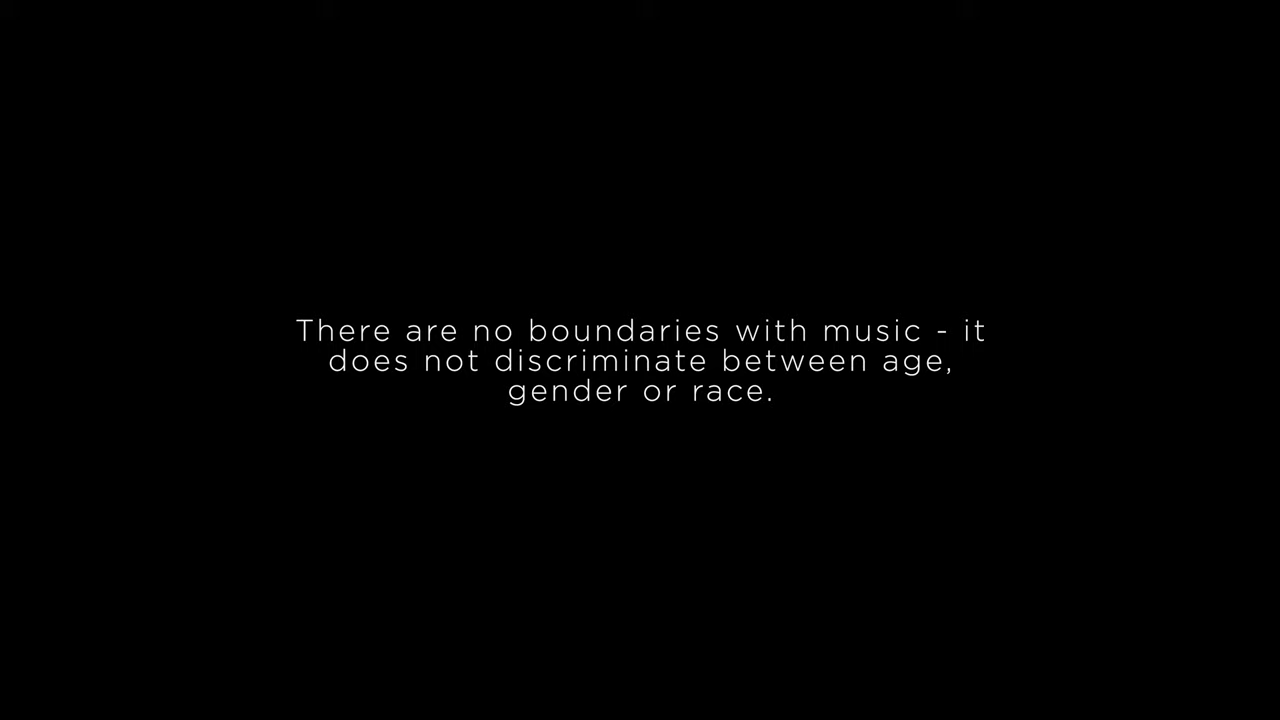 There are no boundaries with music - it
does not discriminate between age,
gender or race.